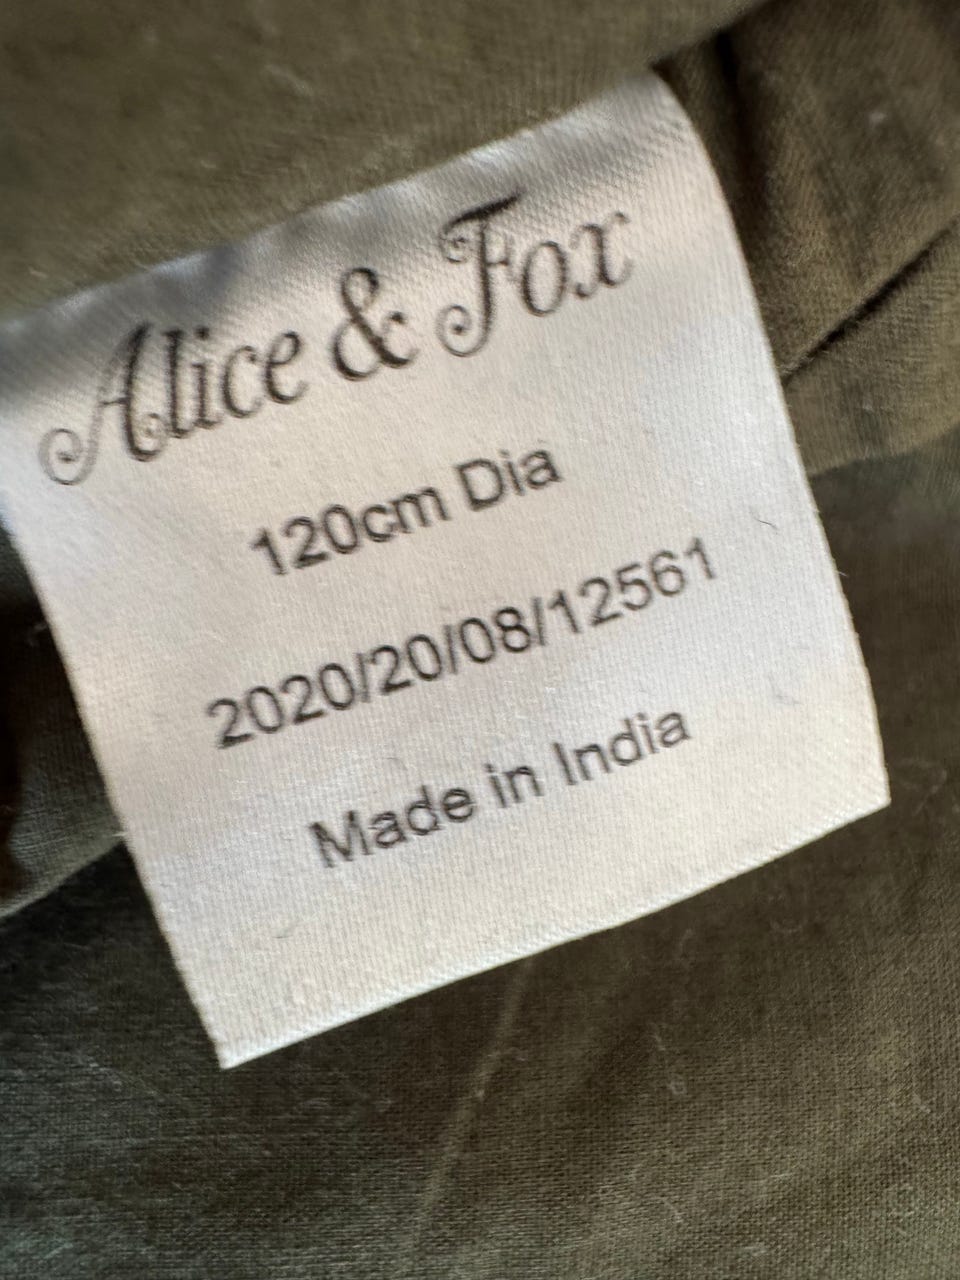 Alice & Fox
120cm Dia
2020/20/08/12561
Made in India